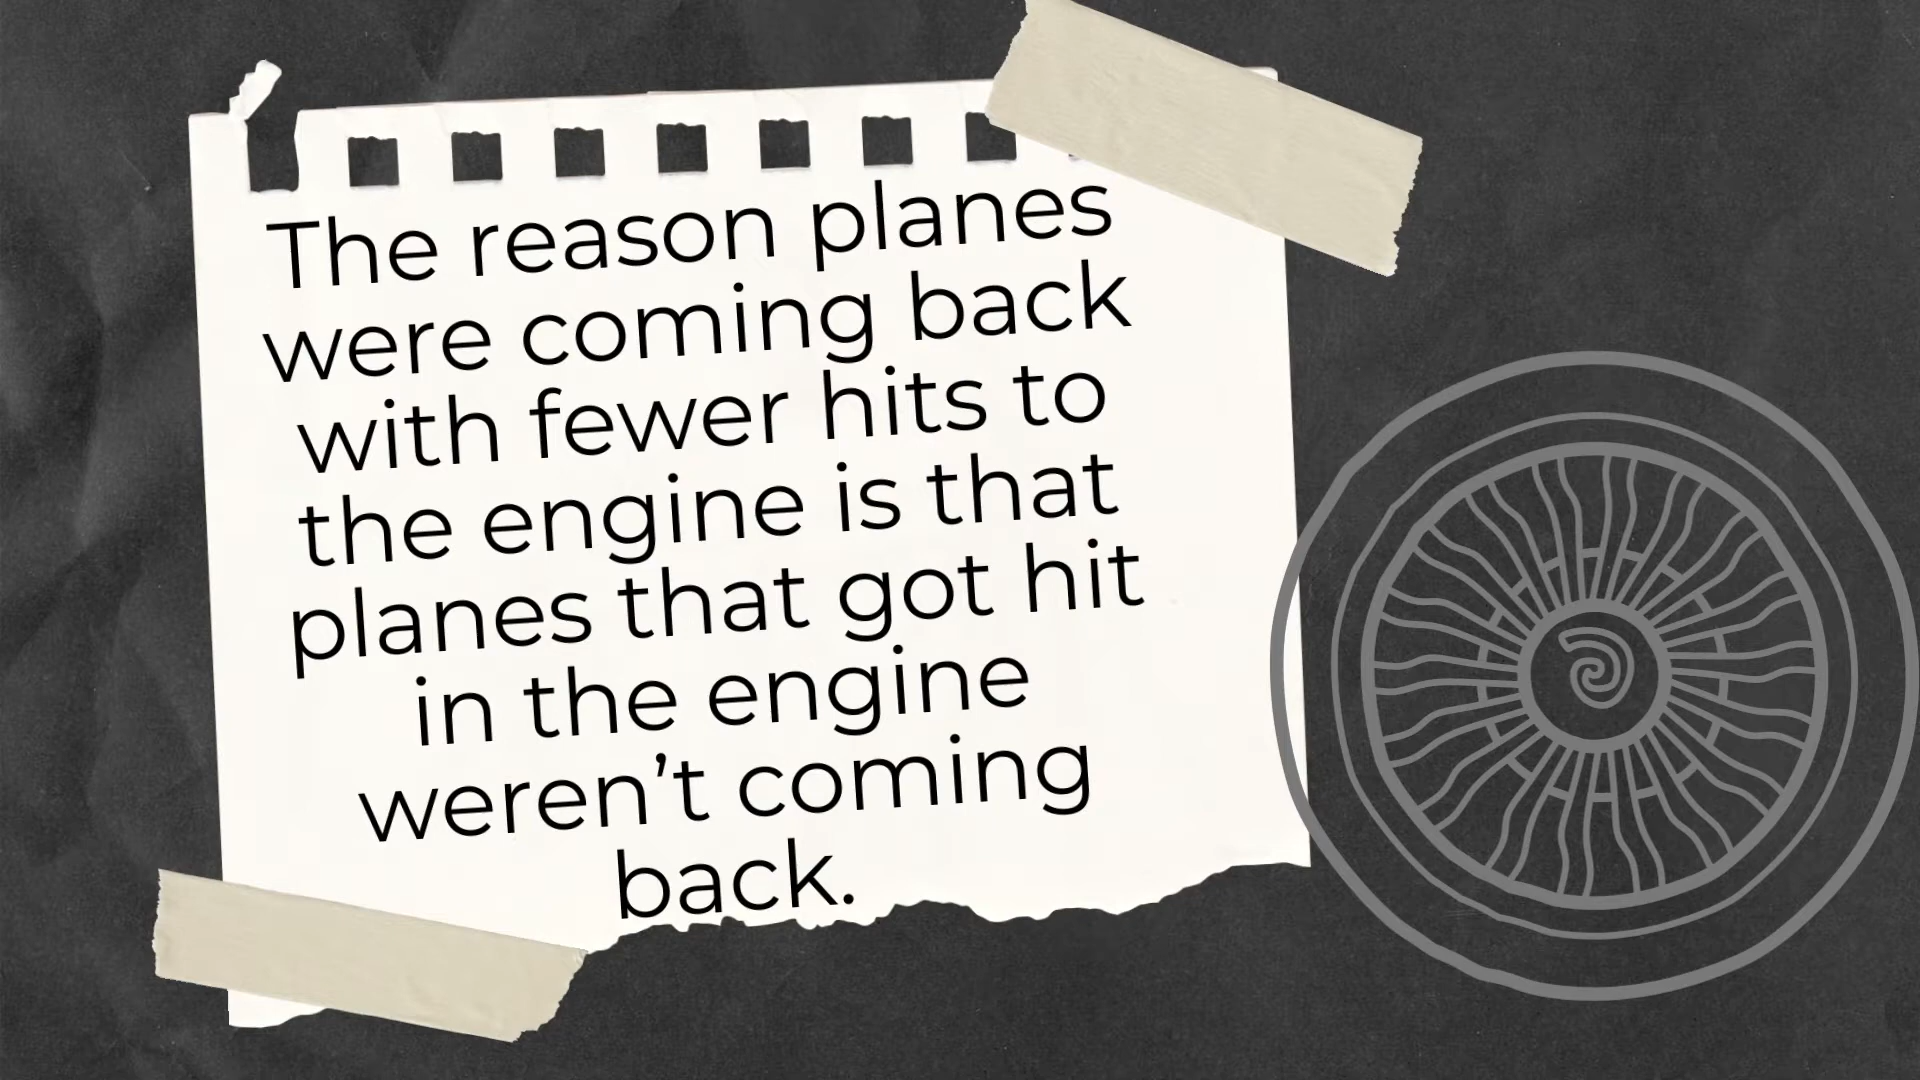 The reason planes
were coming back
with fewer hits to
the engine is that
planes that got hit
in the engine
weren’t coming
back.